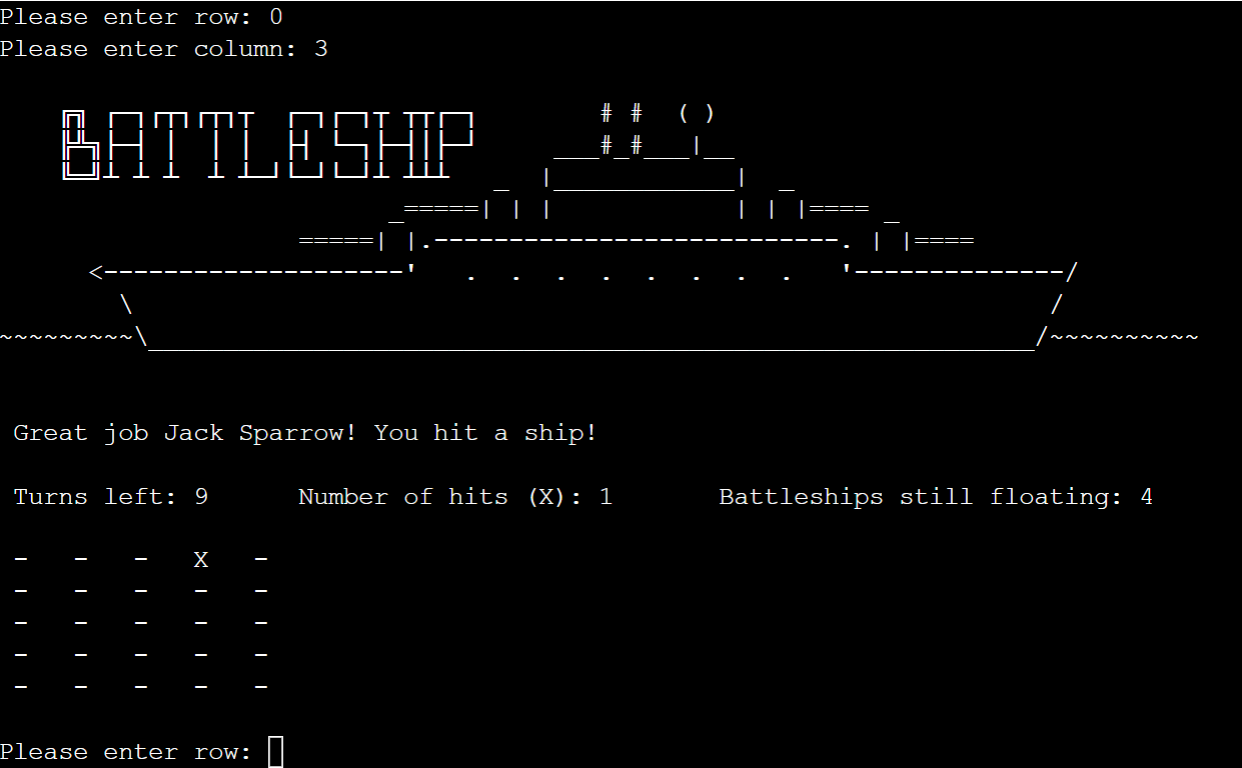 Please enter row: 0
Please enter column: 3
BATTLESHIP
Great job Jack Sparrow! You hit a ship!
Turns left: 9 Number of hits (X): 1 Battleships still floating: 4
- - - X -
- - - - -
- - - - -
- - - - -
- - - - -
Please enter row: